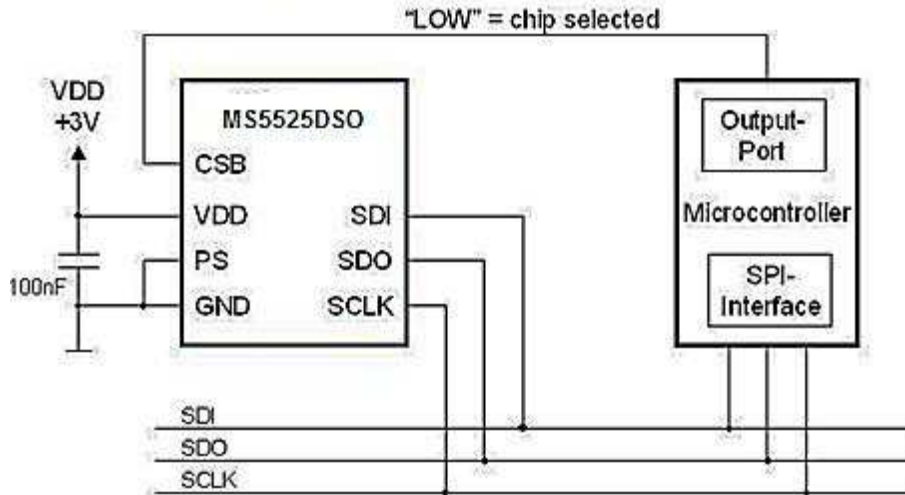 “LOW” = chip selected
VDD
+3V
100nF
MS5525DSO
CSB
VDD
PS
GND
SDI
SDO
SCLK
Output-
Port
Microcontroller
SPI-
Interface
SDI
SDO
SCLK